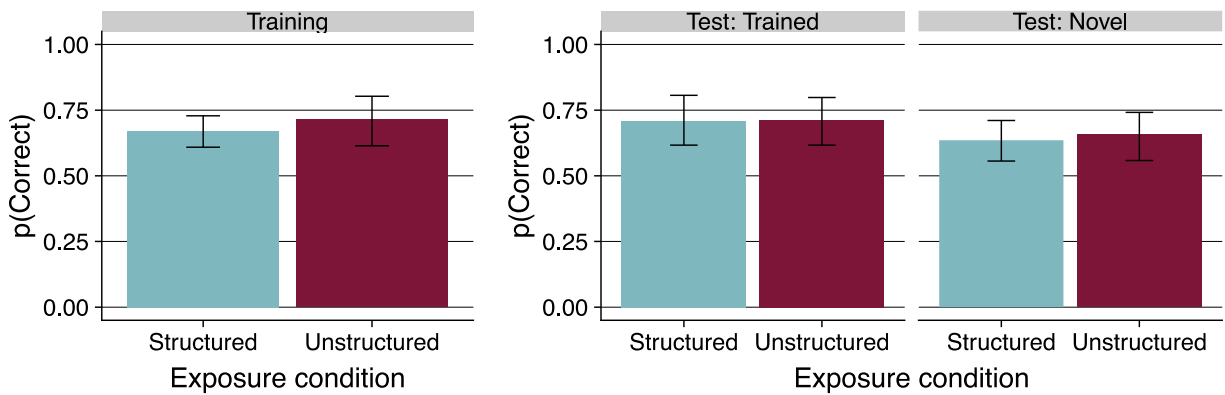 Training
1.00
0.75
0.50
0.25
0.00
p(Correct)
Structured Unstructured
Exposure condition
Test: Trained Test: Novel
1.00
0.75
0.50
0.25
0.00
p(Correct)
Structured Unstructured Structured Unstructured
Exposure condition